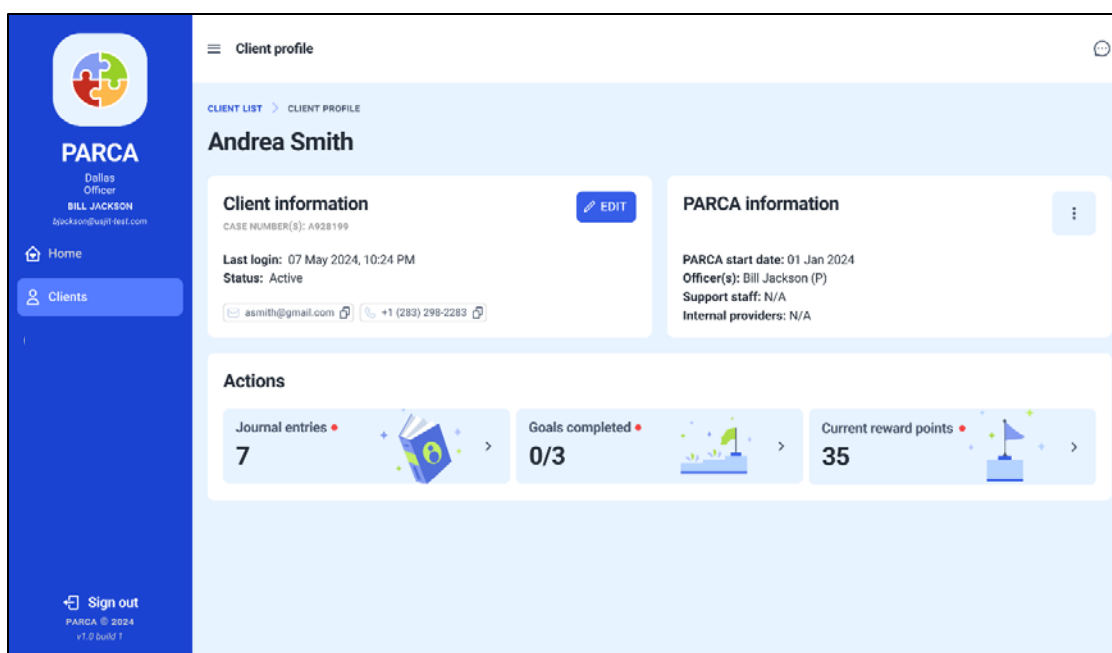 PARCA
Dallas
Officer
BILL JACKSON
bjackson@usjit-test.com
Home
Clients
Sign out
PARCA © 2024
v1.0 build 1
Client profile
CLIENT LIST > CLIENT PROFILE
Andrea Smith
Client information
EDIT
CASE NUMBER(S): A928199
Last login: 07 May 2024, 10:24 PM
Status: Active
asmith@gmail.com +1 (283) 298-2283
PARCA information
PARCA start date: 01 Jan 2024
Officer(s): Bill Jackson (P)
Support staff: N/A
Internal providers: N/A
Actions
Journal entries
7
Goals completed
0/3
Current reward points
35